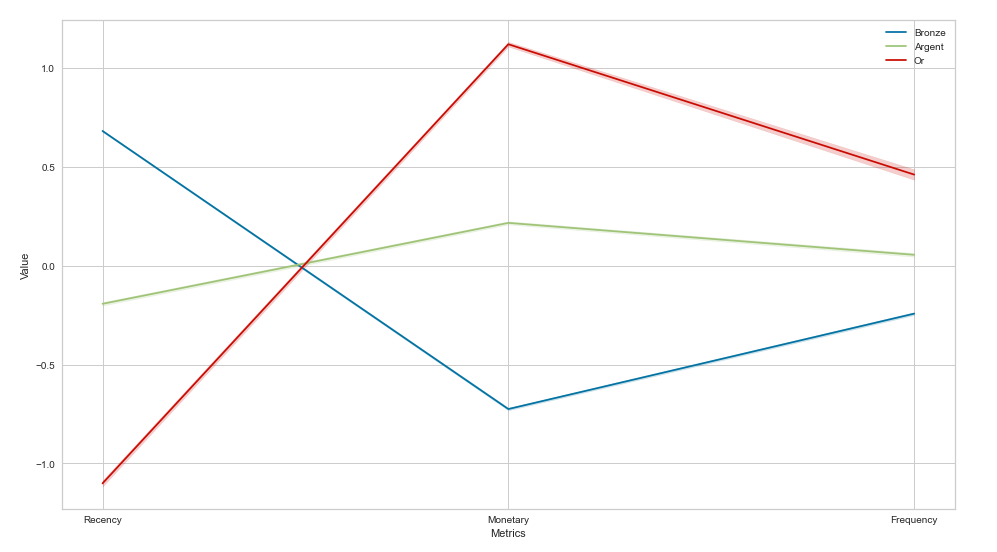 Bronze
Argent
Or
1.0
0.5
0.0
−0.5
−1.0
Value
Recency Monetary Frequency
Metrics